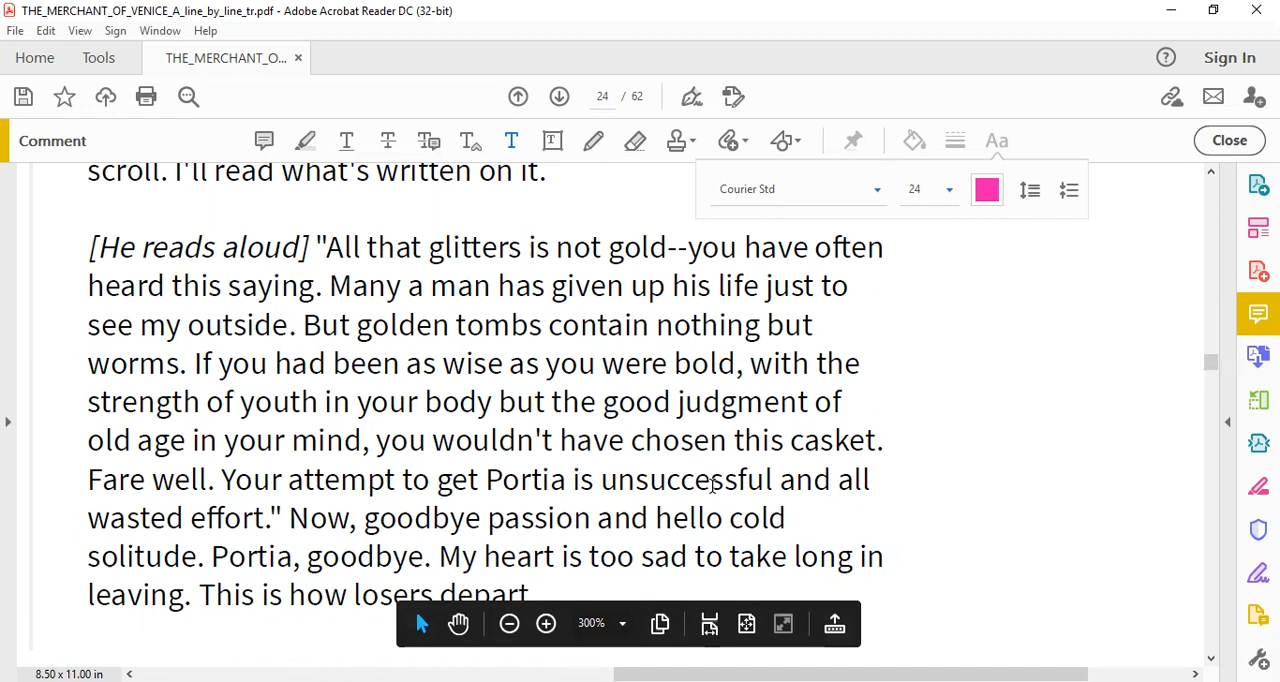 THE_MERCHANT_OF_VENICE_A_line_by_line_tr.pdf - Adobe Acrobat Reader DC (32-bit)
File Edit View Sign Window Help
Home Tools THE_MERCHANT_O... × Sign In
24 / 62
Comment Close
Courier Std 24
scroll. I'll read what's written on it.
[He reads aloud] "All that glitters is not gold--you have often
heard this saying. Many a man has given up his life just to
see my outside. But golden tombs contain nothing but
worms. If you had been as wise as you were bold, with the
strength of youth in your body but the good judgment of
old age in your mind, you wouldn't have chosen this casket.
Fare well. Your attempt to get Portia is unsuccessful and all
wasted effort." Now, goodbye passion and hello cold
solitude. Portia, goodbye. My heart is too sad to take long in
leaving. This is how losers depart
300%
8.50 x 11.00 in